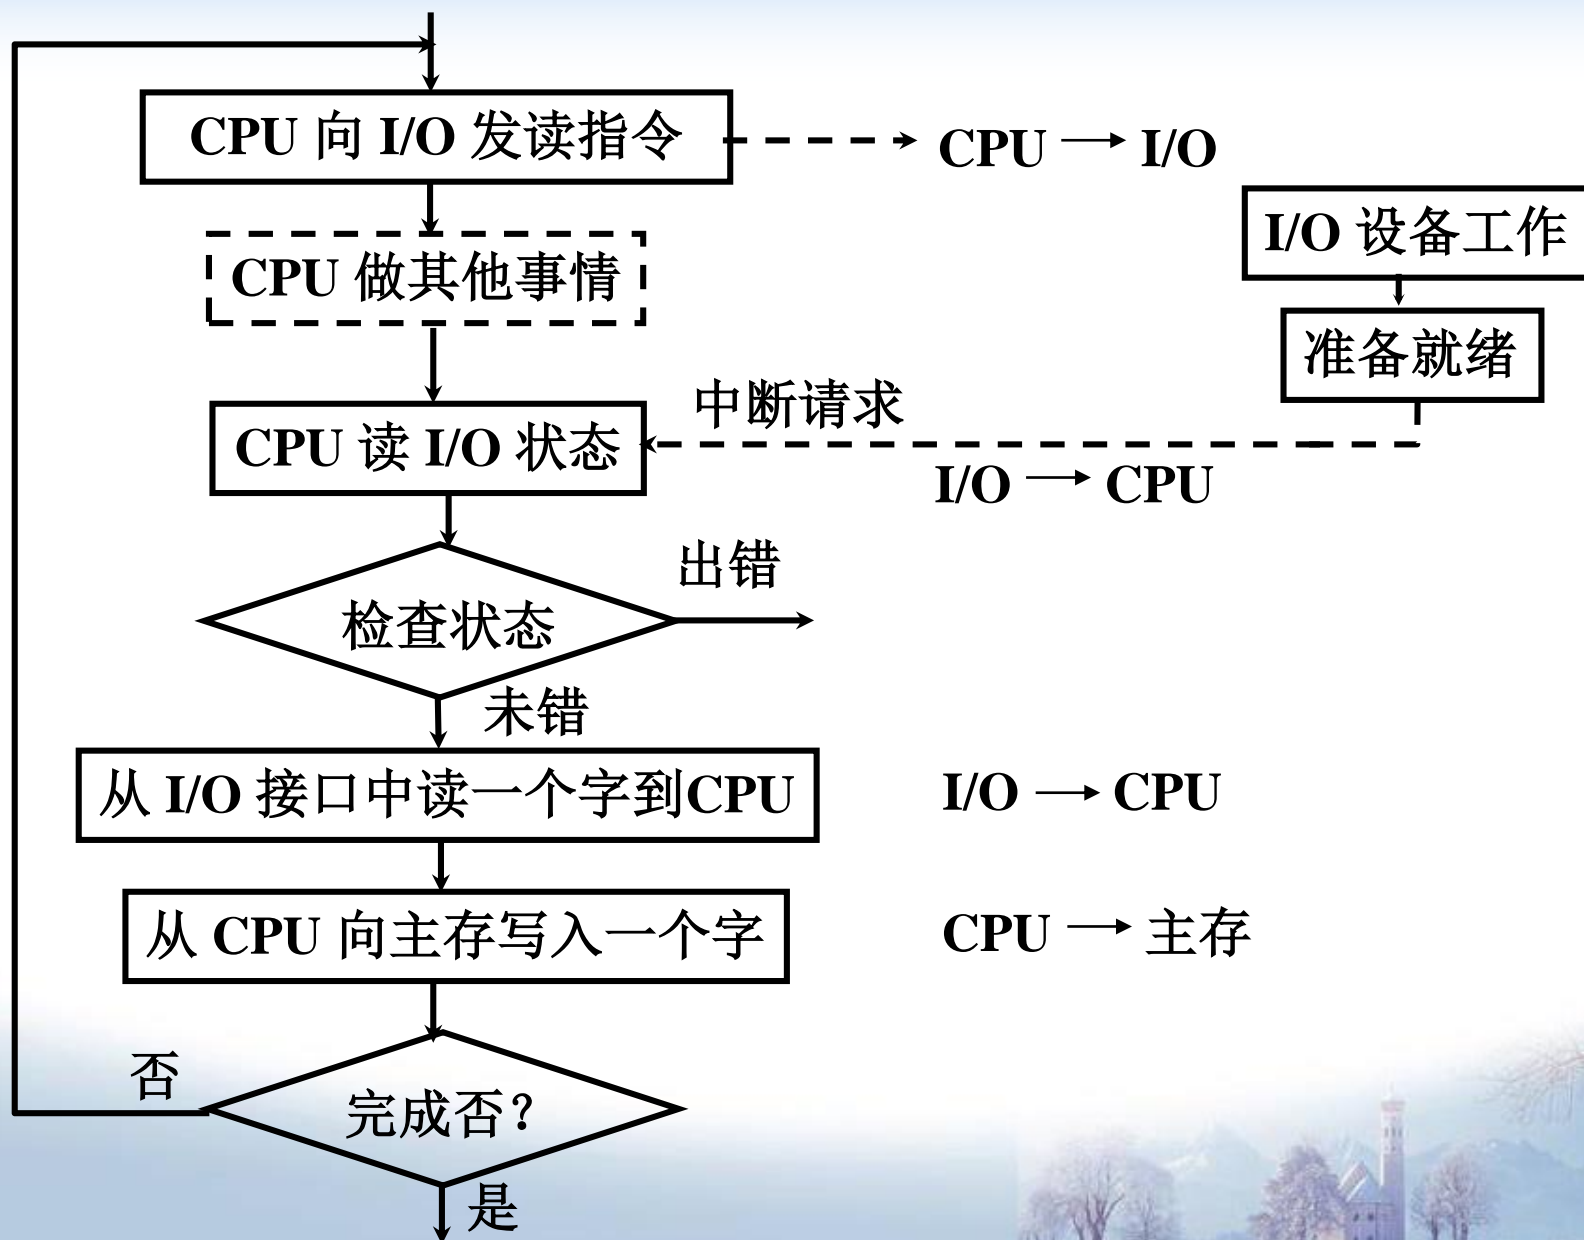 CPU 向 I/O 发读指令
CPU → I/O
I/O 设备工作
CPU 做其他事情
准备就绪
中断请求
CPU 读 I/O 状态
I/O → CPU
出错
检查状态
未错
从 I/O 接口中读一个字到CPU
I/O → CPU
从 CPU 向主存写入一个字
CPU → 主存
否
完成否?
是